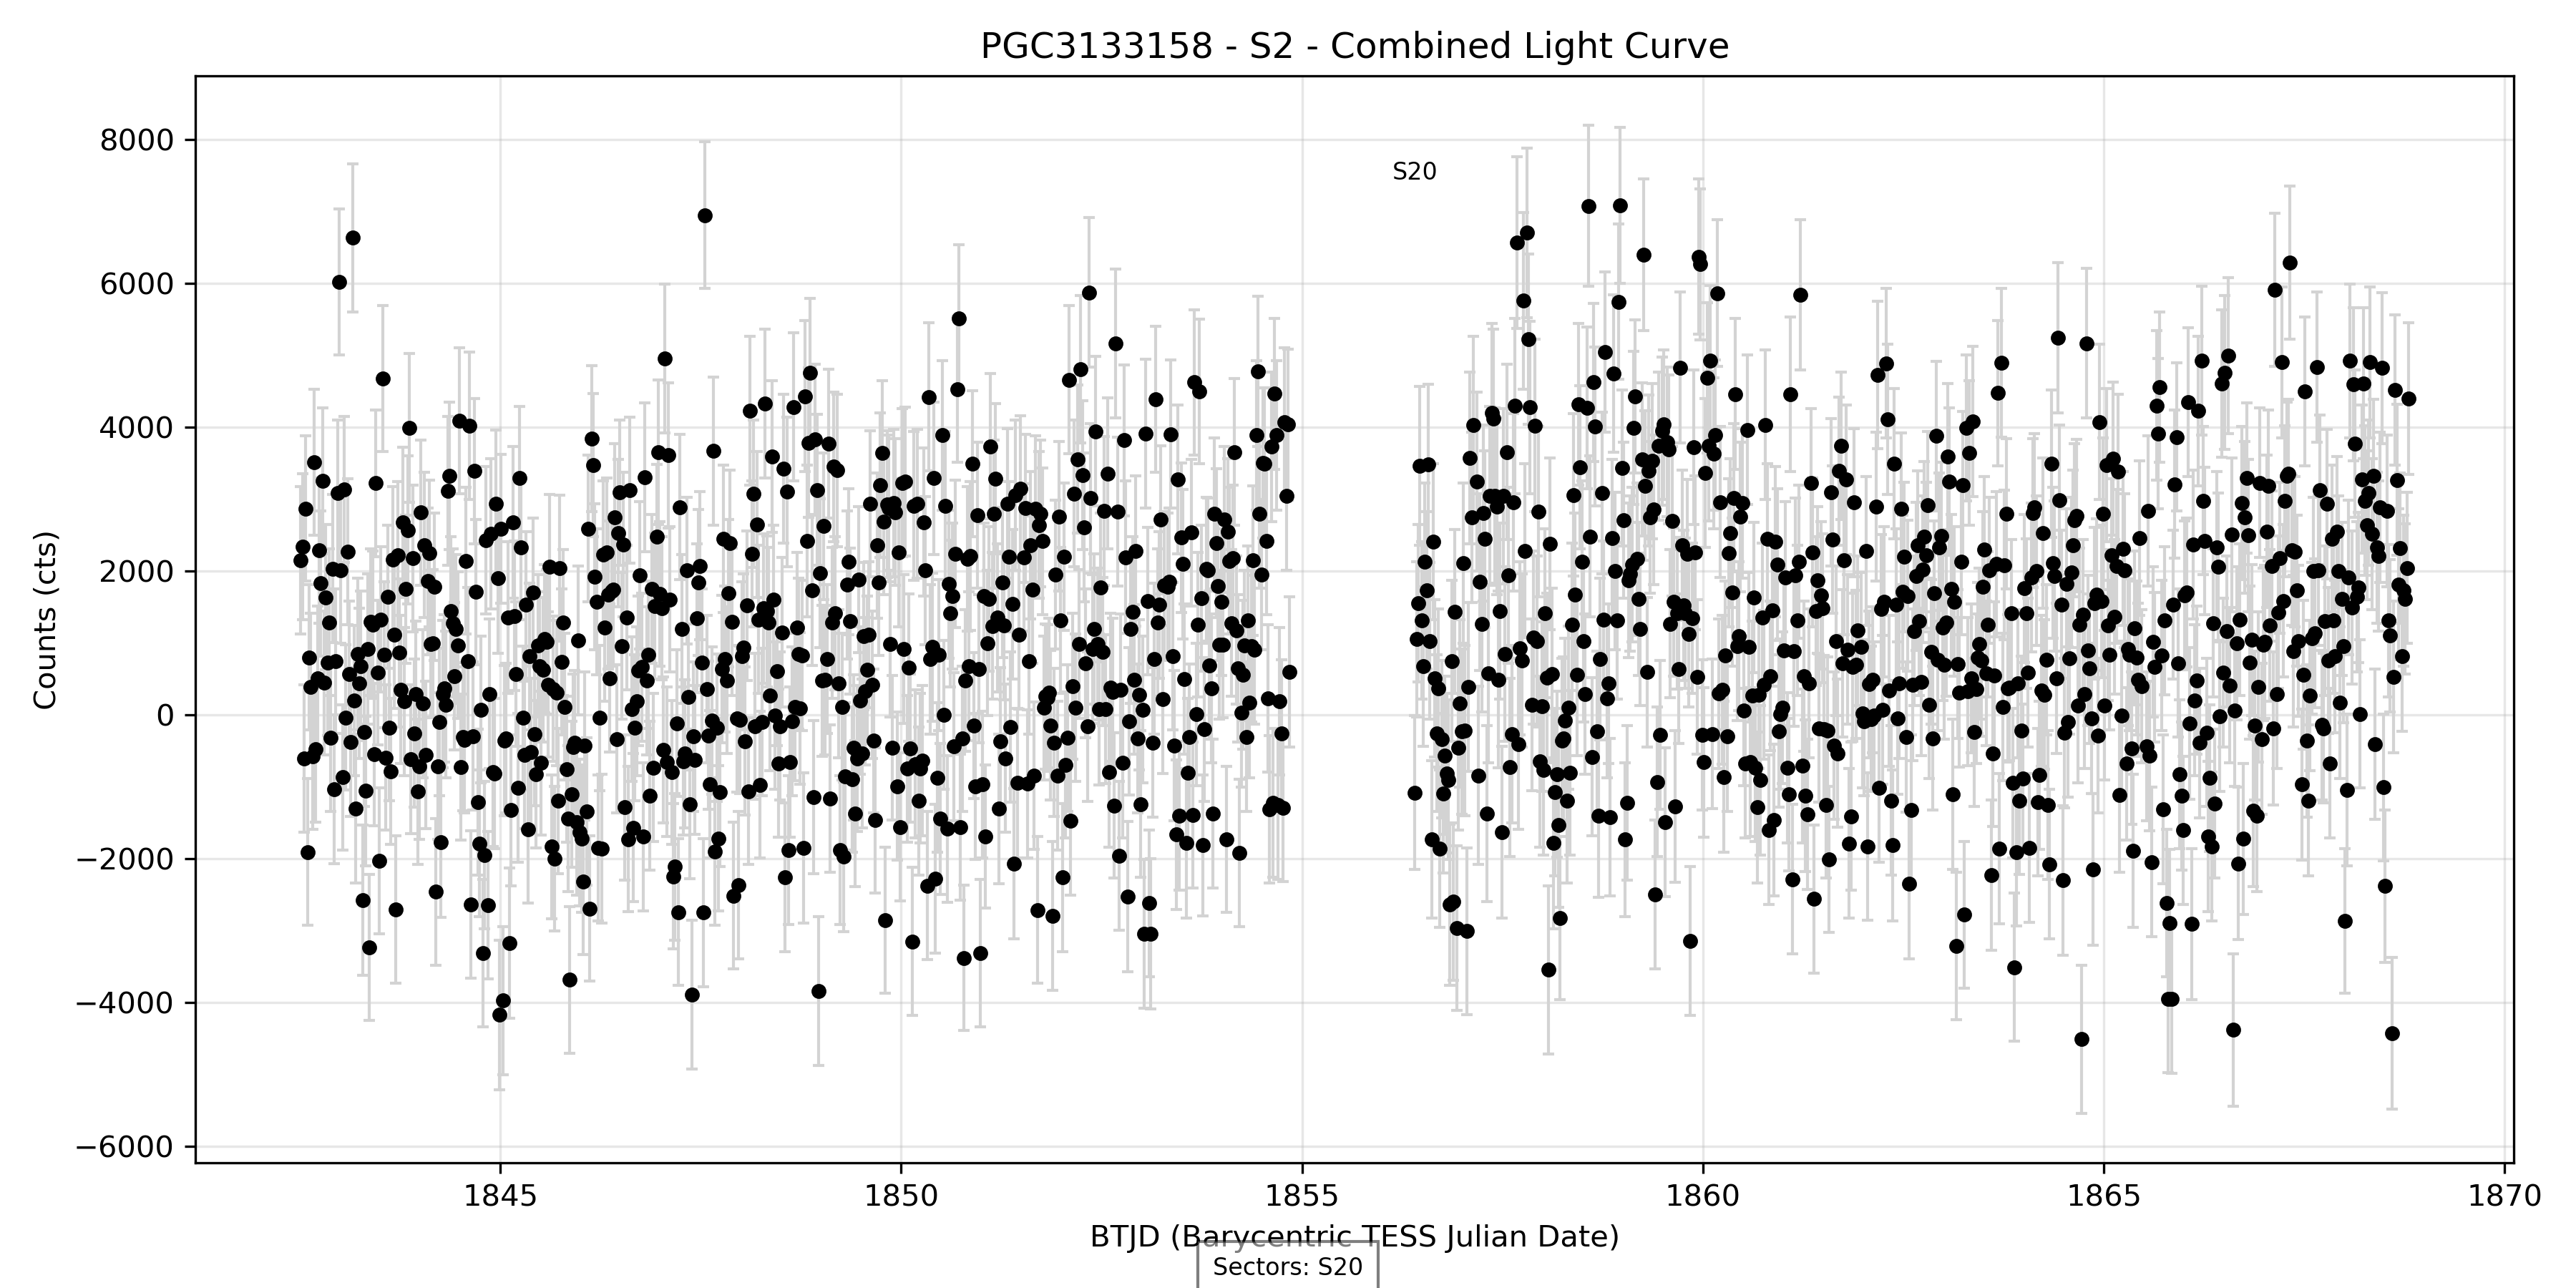 PGC3133158 - S2 - Combined Light Curve
8000
6000
4000
2000
0
−2000
−4000
−6000
Counts (cts)
S20
1845
1850
1855
1860
1865
1870
BTJD (Barycentric TESS Julian Date)
Sectors: S20